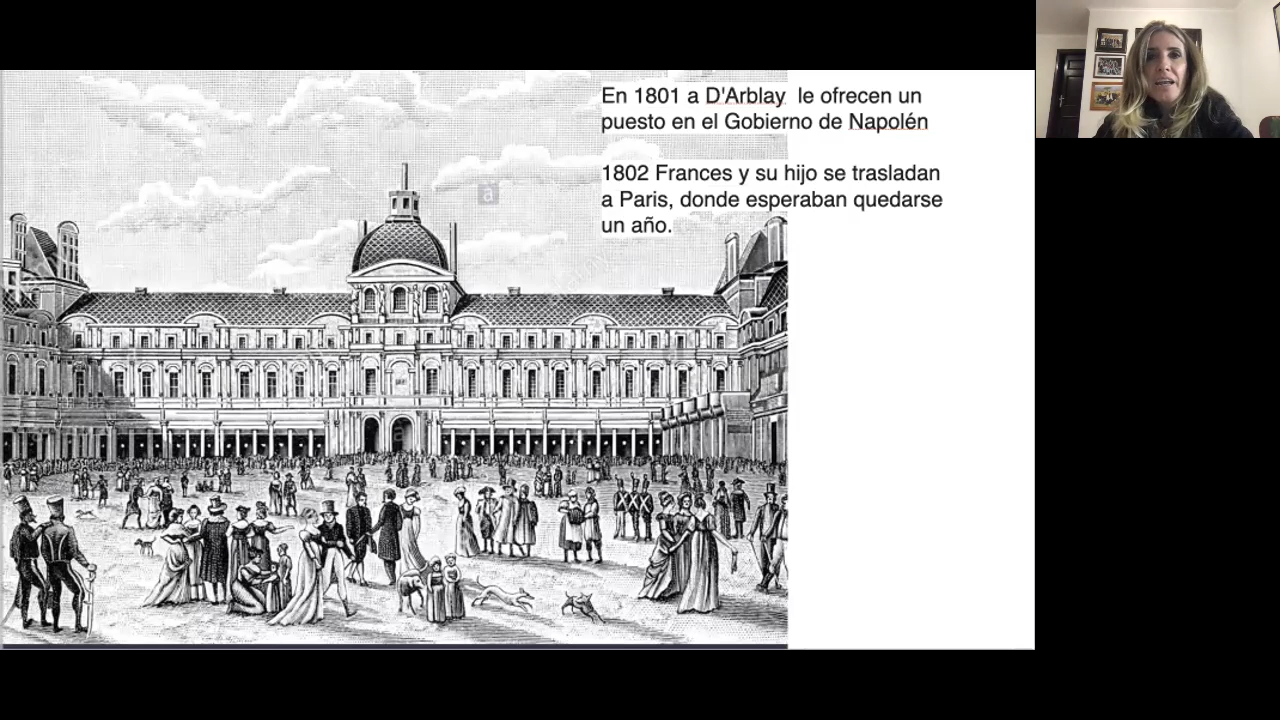 En 1801 a D'Arblay le ofrecen un
puesto en el Gobierno de Napolén
1802 Frances y su hijo se trasladan
a Paris, donde esperaban quedarse
un año.
a